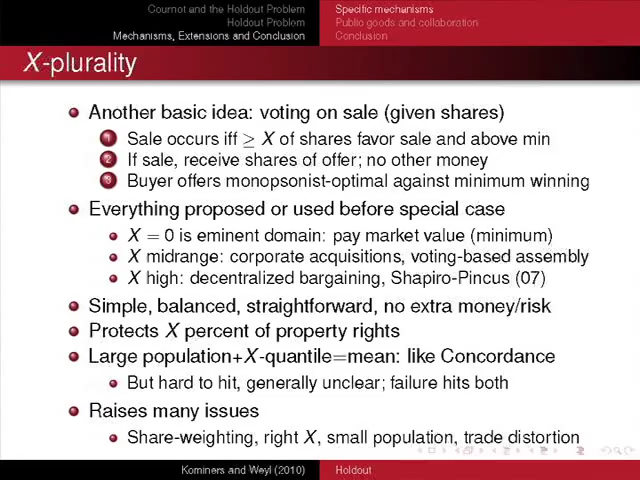 Cournot and the Holdout Problem
Holdout Problem
Mechanisms, Extensions and Conclusion
Specific mechanisms
Public goods and collaboration
Conclusion
X-plurality
Another basic idea: voting on sale (given shares)
1 Sale occurs iff ≥ X of shares favor sale and above min
2 If sale, receive shares of offer; no other money
3 Buyer offers monopsonist-optimal against minimum winning
Everything proposed or used before special case
X = 0 is eminent domain: pay market value (minimum)
X midrange: corporate acquisitions, voting-based assembly
X high: decentralized bargaining, Shapiro-Pincus (07)
Simple, balanced, straightforward, no extra money/risk
Protects X percent of property rights
Large population+X-quantile=mean: like Concordance
But hard to hit, generally unclear; failure hits both
Raises many issues
Share-weighting, right X, small population, trade distortion
Kominers and Weyl (2010)
Holdout